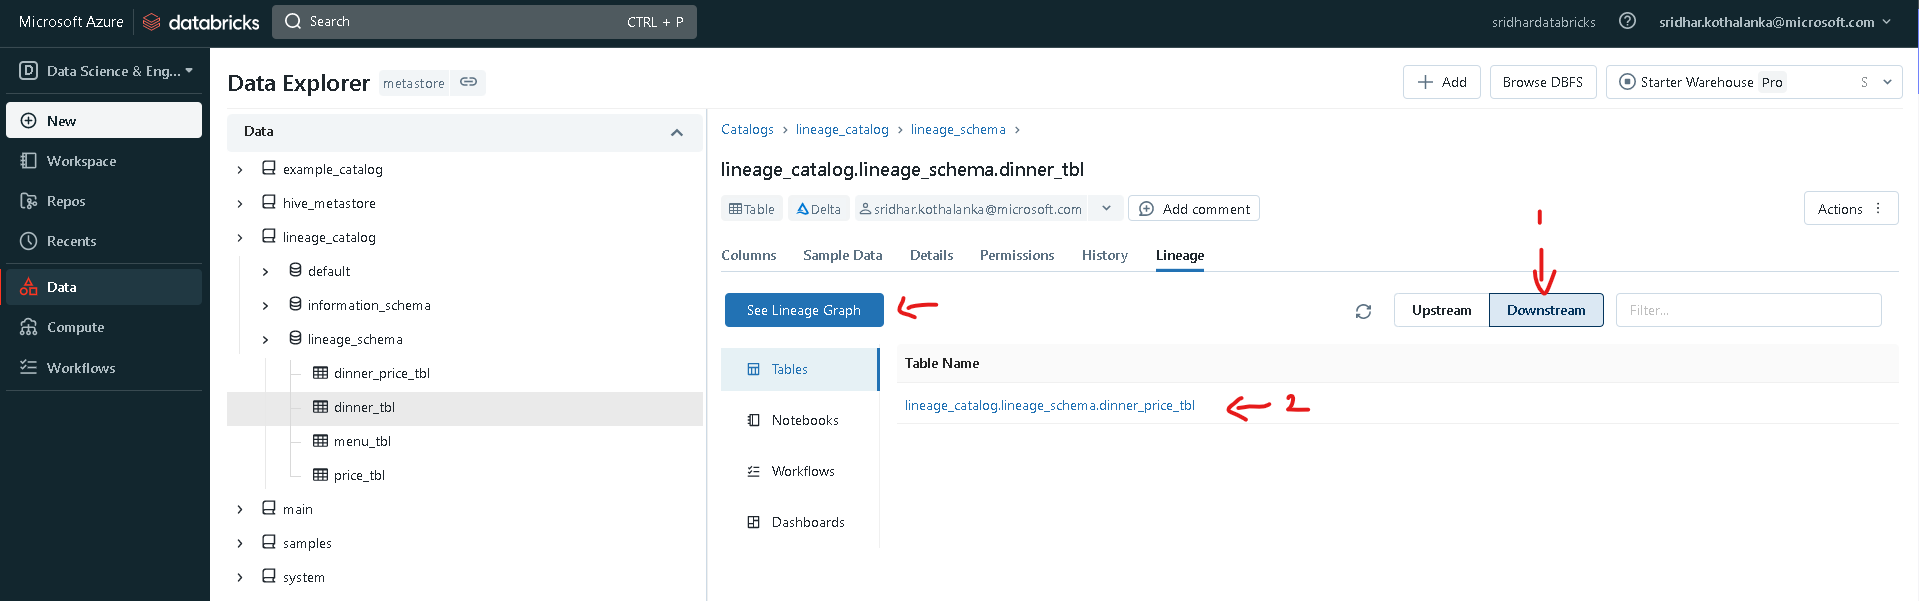 Microsoft Azure databricks Search CTRL + P sridhardatabricks sridhar.kothalanka@microsoft.com
Data Science & Eng...
New
Workspace
Repos
Recents
Data
Compute
Workflows
Data Explorer metastore
Add Browse DBFS Starter Warehouse Pro S
Data
example_catalog
hive_metastore
lineage_catalog
default
information_schema
lineage_schema
dinner_price_tbl
dinner_tbl
menu_tbl
price_tbl
main
samples
system
Catalogs > lineage_catalog > lineage_schema >
lineage_catalog.lineage_schema.dinner_tbl
Table Delta sridhar.kothalanka@microsoft.com Add comment
Actions
1
Columns Sample Data Details Permissions History Lineage
See Lineage Graph Upstream Downstream Filter...
Tables
Notebooks
Workflows
Dashboards
Table Name
lineage_catalog.lineage_schema.dinner_price_tbl 2